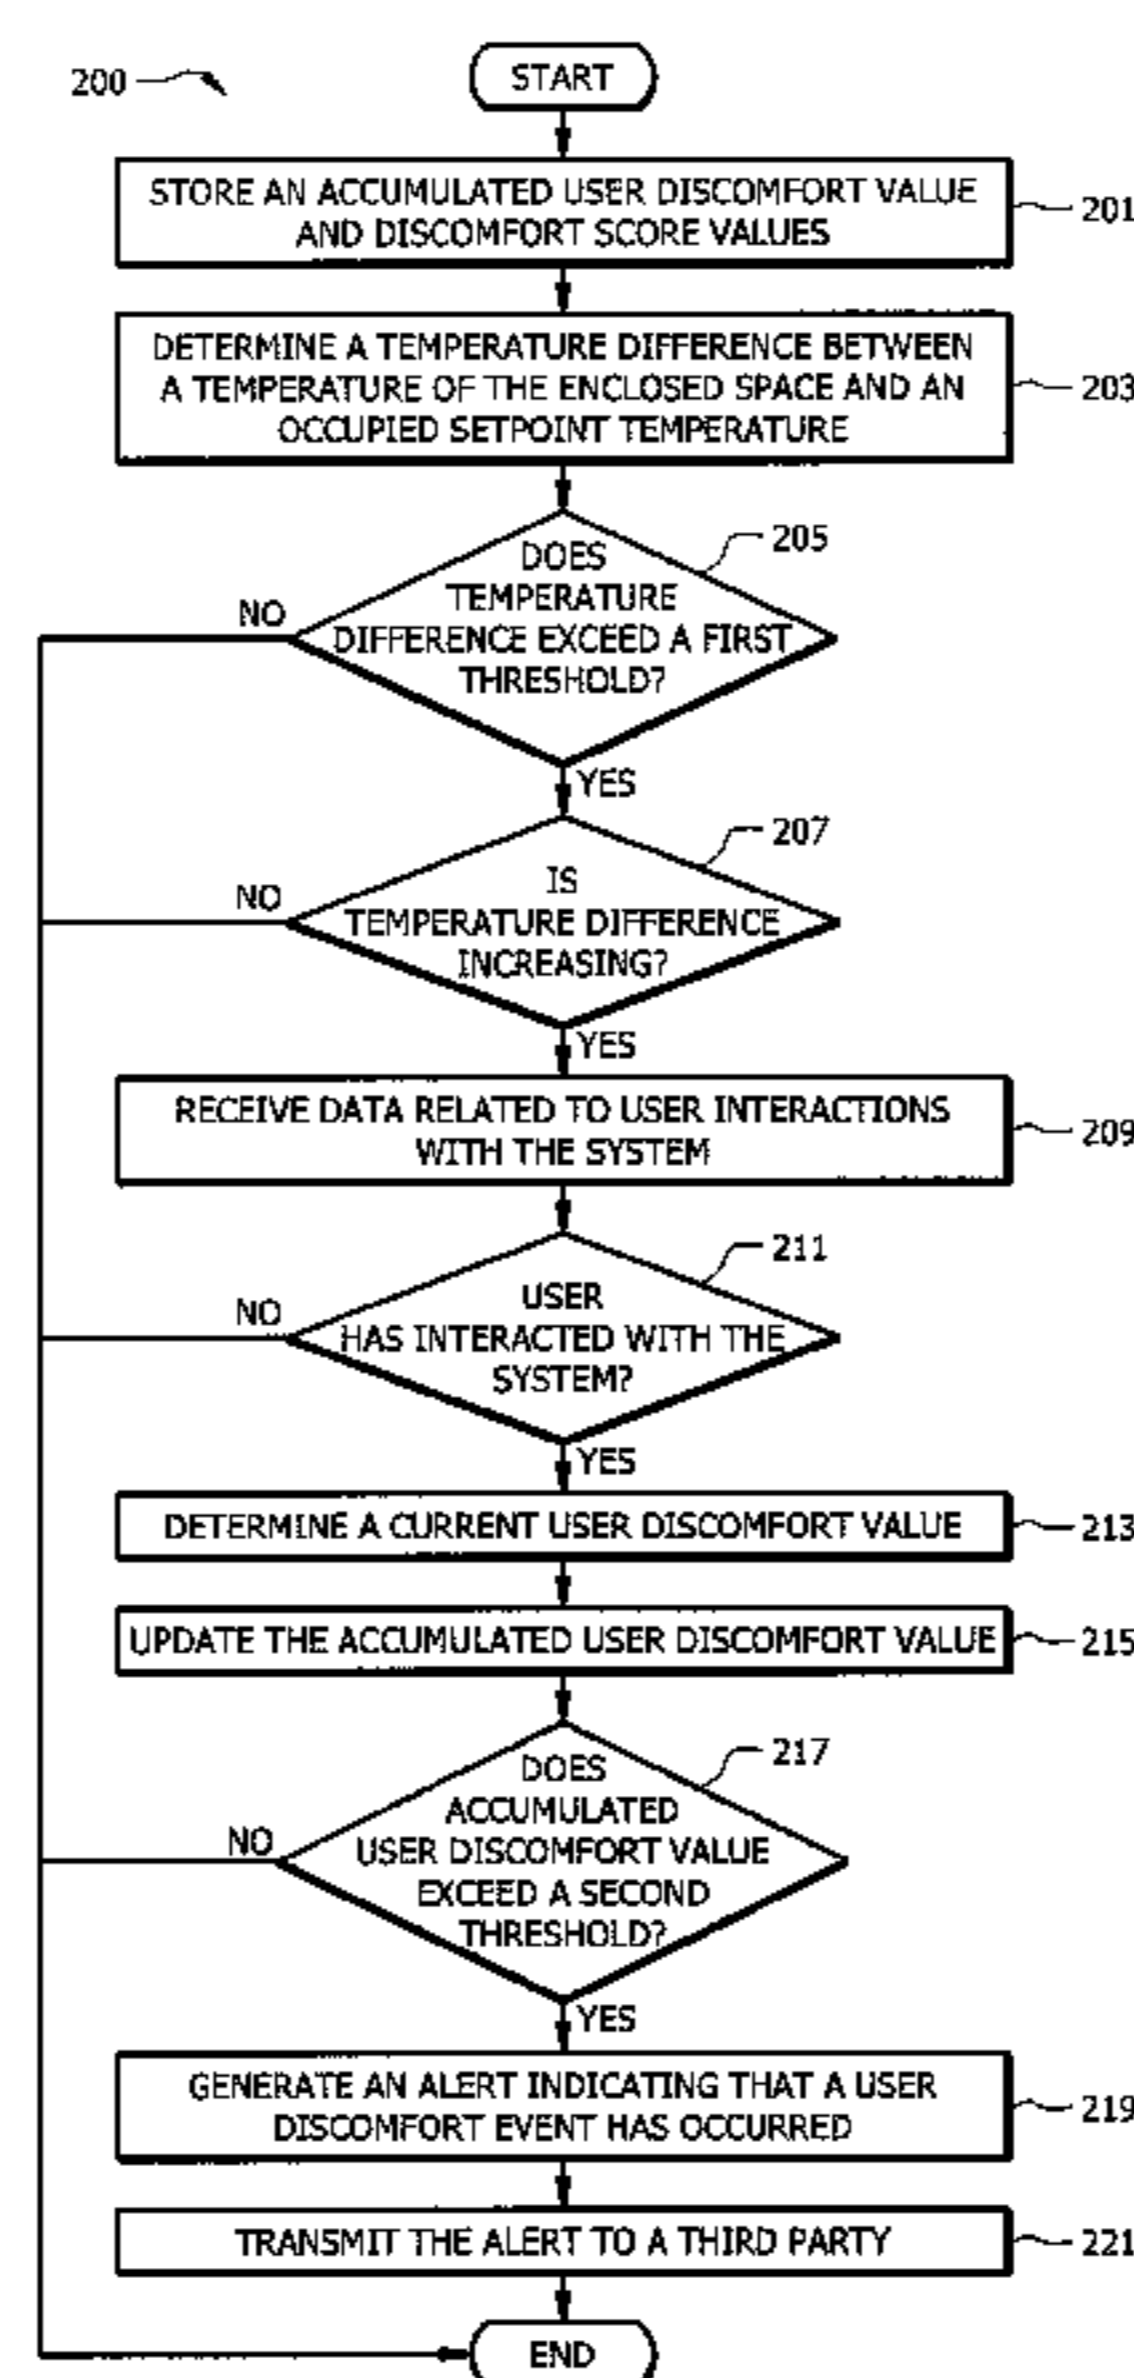 200
START
STORE AN ACCUMULATED USER DISCOMFORT VALUE
AND DISCOMFORT SCORE VALUES
201
DETERMINE A TEMPERATURE DIFFERENCE BETWEEN
A TEMPERATURE OF THE ENCLOSED SPACE AND AN
OCCUPIED SETPOINT TEMPERATURE
203
205
DOES
TEMPERATURE
DIFFERENCE EXCEED A FIRST
THRESHOLD?
NO
YES
207
IS
TEMPERATURE DIFFERENCE
INCREASING?
NO
YES
RECEIVE DATA RELATED TO USER INTERACTIONS
WITH THE SYSTEM
209
211
USER
HAS INTERACTED WITH THE
SYSTEM?
NO
YES
DETERMINE A CURRENT USER DISCOMFORT VALUE
213
UPDATE THE ACCUMULATED USER DISCOMFORT VALUE
215
217
DOES
ACCUMULATED
USER DISCOMFORT VALUE
EXCEED A SECOND
THRESHOLD?
NO
YES
GENERATE AN ALERT INDICATING THAT A USER
DISCOMFORT EVENT HAS OCCURRED
219
TRANSMIT THE ALERT TO A THIRD PARTY
221
END